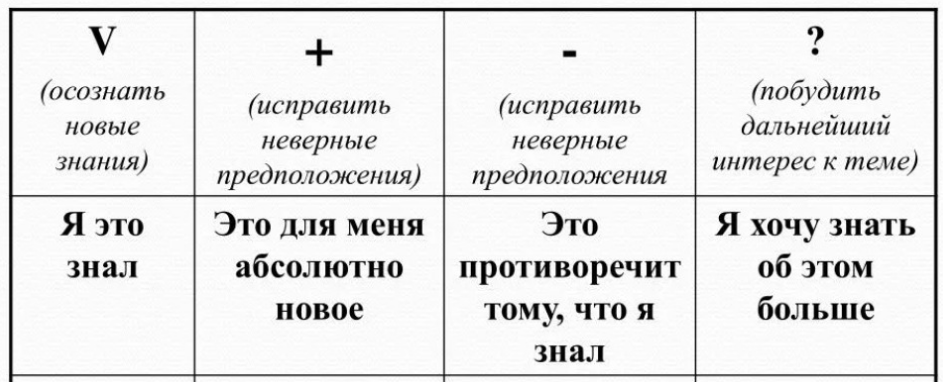 V
(осознать
новые
знания)
+
(исправить
неверные
предположения)
-
(исправить
неверные
предположения
?
(побудить
дальнейший
интерес к теме)
Я это
знал
Это для меня
абсолютно
новое
Это
противоречит
тому, что я
знал
Я хочу знать
об этом
больше